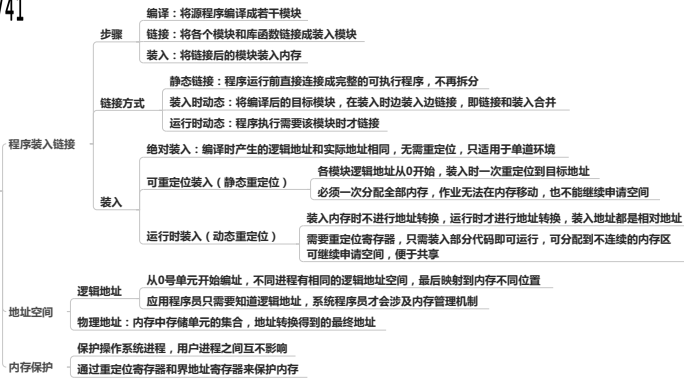 741
编译：将源程序编译成若干模块
步骤
链接：将各个模块和库函数链接成装入模块
装入：将链接后的模块装入内存
静态链接：程序运行前直接连接成完整的可执行程序，不再拆分
链接方式
装入时动态：将编译后的目标模块，在装入时边装入边链接，即链接和装入合并
运行时动态：程序执行需要该模块时才链接
程序装入链接
绝对装入：编译时产生的逻辑地址和实际地址相同，无需重定位，只适用于单道环境
各模块逻辑地址从0开始，装入时一次重定位到目标地址
可重定位装入（静态重定位）
必须一次分配全部内存，作业无法在内存移动，也不能继续申请空间
装入
装入内存时不进行地址转换，运行时才进行地址转换，装入地址都是相对地址
运行时装入（动态重定位）
需要重定位寄存器，只需装入部分代码即可运行，可分配到不连续的内存区
可继续申请空间，便于共享
从0号单元开始编址，不同进程有相同的逻辑地址空间，最后映射到内存不同位置
逻辑地址
应用程序员只需要知道逻辑地址，系统程序员才会涉及内存管理机制
地址空间
物理地址：内存中存储单元的集合，地址转换得到的最终地址
保护操作系统进程，用户进程之间互不影响
内存保护
通过重定位寄存器和界地址寄存器来保护内存